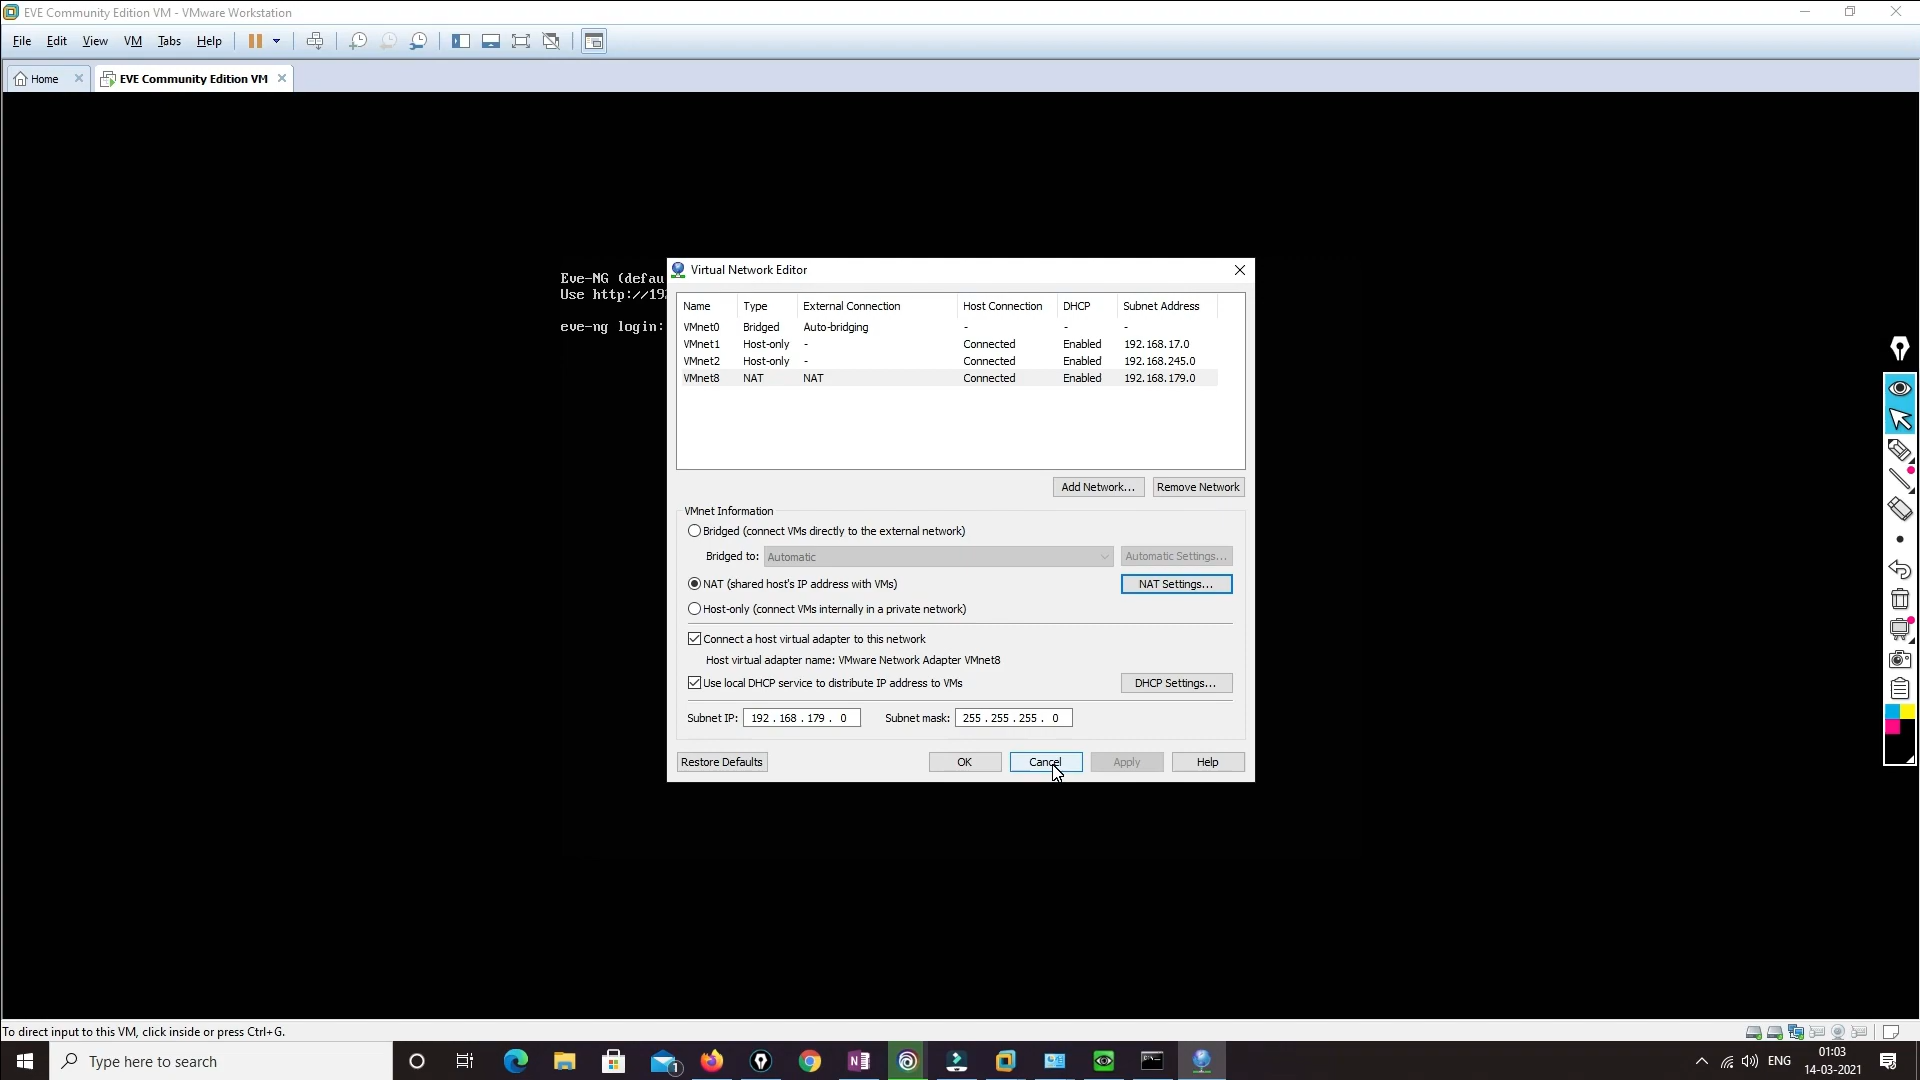 EVE Community Edition VM - VMware Workstation
File Edit View VM Tabs Help
Home EVE Community Edition VM
Eve-NG (defau
Use http://19
eve-ng login:
Virtual Network Editor
Name Type External Connection Host Connection DHCP Subnet Address
VMnet0 Bridged Auto-bridging - - -
VMnet1 Host-only - Connected Enabled 192.168.17.0
VMnet2 Host-only - Connected Enabled 192.168.245.0
VMnet8 NAT NAT Connected Enabled 192.168.179.0
Add Network... Remove Network
VMnet Information
Bridged (connect VMs directly to the external network)
Bridged to: Automatic Automatic Settings...
NAT (shared host's IP address with VMs) NAT Settings...
Host-only (connect VMs internally in a private network)
Connect a host virtual adapter to this network
Host virtual adapter name: VMware Network Adapter VMnet8
Use local DHCP service to distribute IP address to VMs DHCP Settings...
Subnet IP: 192 . 168 . 179 . 0 Subnet mask: 255 . 255 . 255 . 0
Restore Defaults OK Cancel Apply Help
To direct input to this VM, click inside or press Ctrl+G.
Type here to search 1 ENG 01:03
14-03-2021